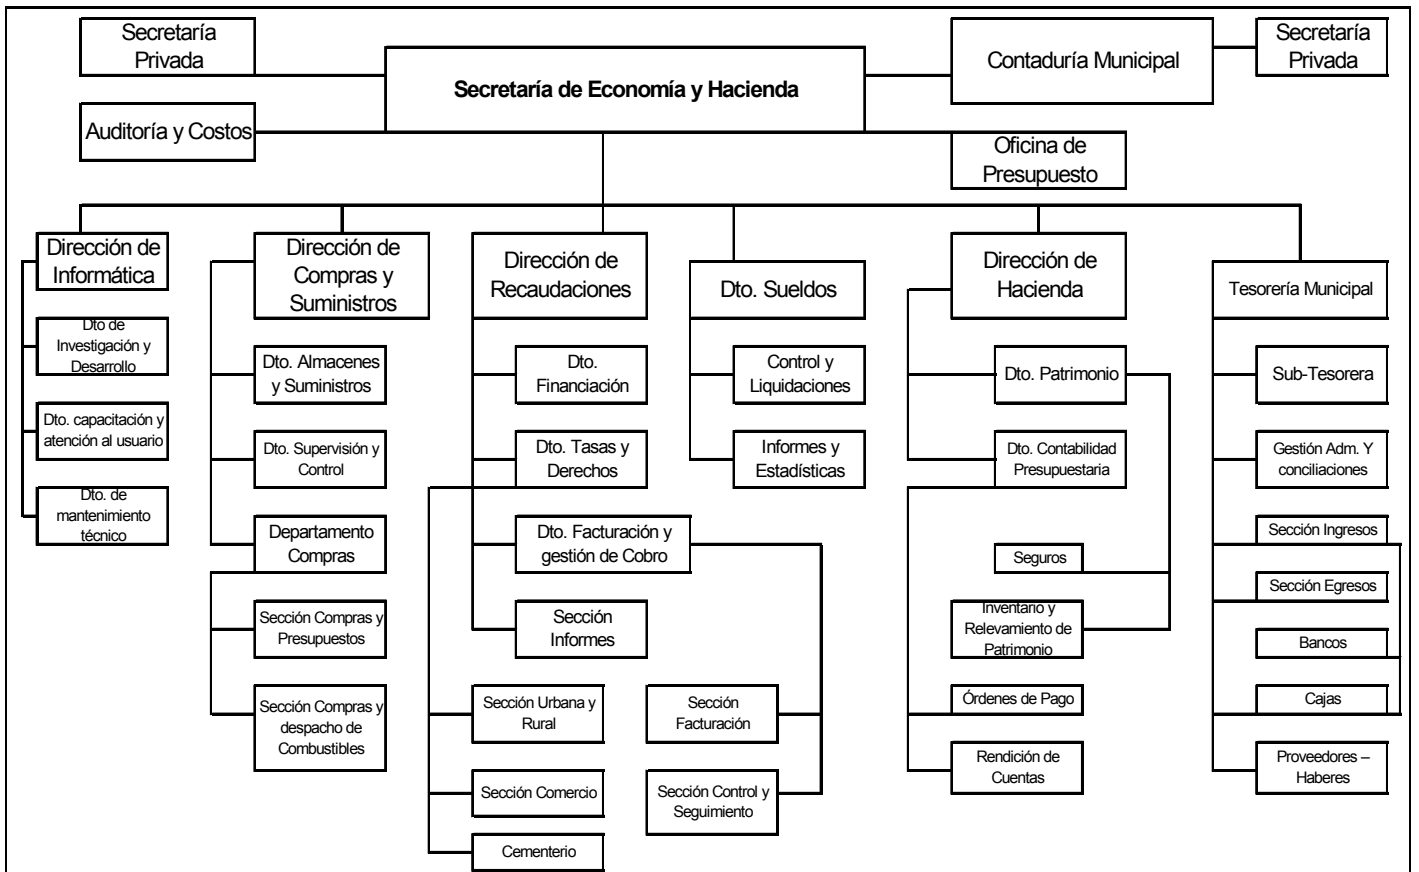 Secretaría
Privada
Secretaría de Economía y Hacienda
Contaduría Municipal
Secretaría
Privada
Auditoría y Costos
Oficina de
Presupuesto
Dirección de
Informática
Dto de
Investigación y
Desarrollo
Dto. capacitación y
atención al usuario
Dto. de
mantenimiento
técnico
Dirección de
Compras y
Suministros
Dto. Almacenes
y Suministros
Dto. Supervisión y
Control
Departamento
Compras
Sección Compras y
Presupuestos
Sección Compras y
despacho de
Combustibles
Dirección de
Recaudaciones
Dto.
Financiación
Dto. Tasas y
Derechos
Dto. Facturación y
gestión de Cobro
Sección
Informes
Sección Urbana y
Rural
Sección Comercio
Cementerio
Sección
Facturación
Sección Control y
Seguimiento
Dto. Sueldos
Control y
Liquidaciones
Informes y
Estadísticas
Dirección de
Hacienda
Dto. Patrimonio
Dto. Contabilidad
Presupuestaria
Seguros
Inventario y
Relevamiento de
Patrimonio
Órdenes de Pago
Rendición de
Cuentas
Tesorería Municipal
Sub-Tesorera
Gestión Adm. Y
conciliaciones
Sección Ingresos
Sección Egresos
Bancos
Cajas
Proveedores –
Haberes